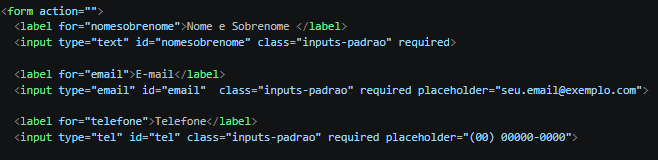 <form action="">
<label for="nomesobrenome">Nome e Sobrenome </label>
<input type="text" id="nomesobrenome" class="inputs-padrao" required>
<label for="email">E-mail</label>
<input type="email" id="email"  class="inputs-padrao" required placeholder="seu.email@exemplo.com">
<label for="telefone">Telefone</label>
<input type="tel" id="tel" class="inputs-padrao" required placeholder="(00) 00000-0000">